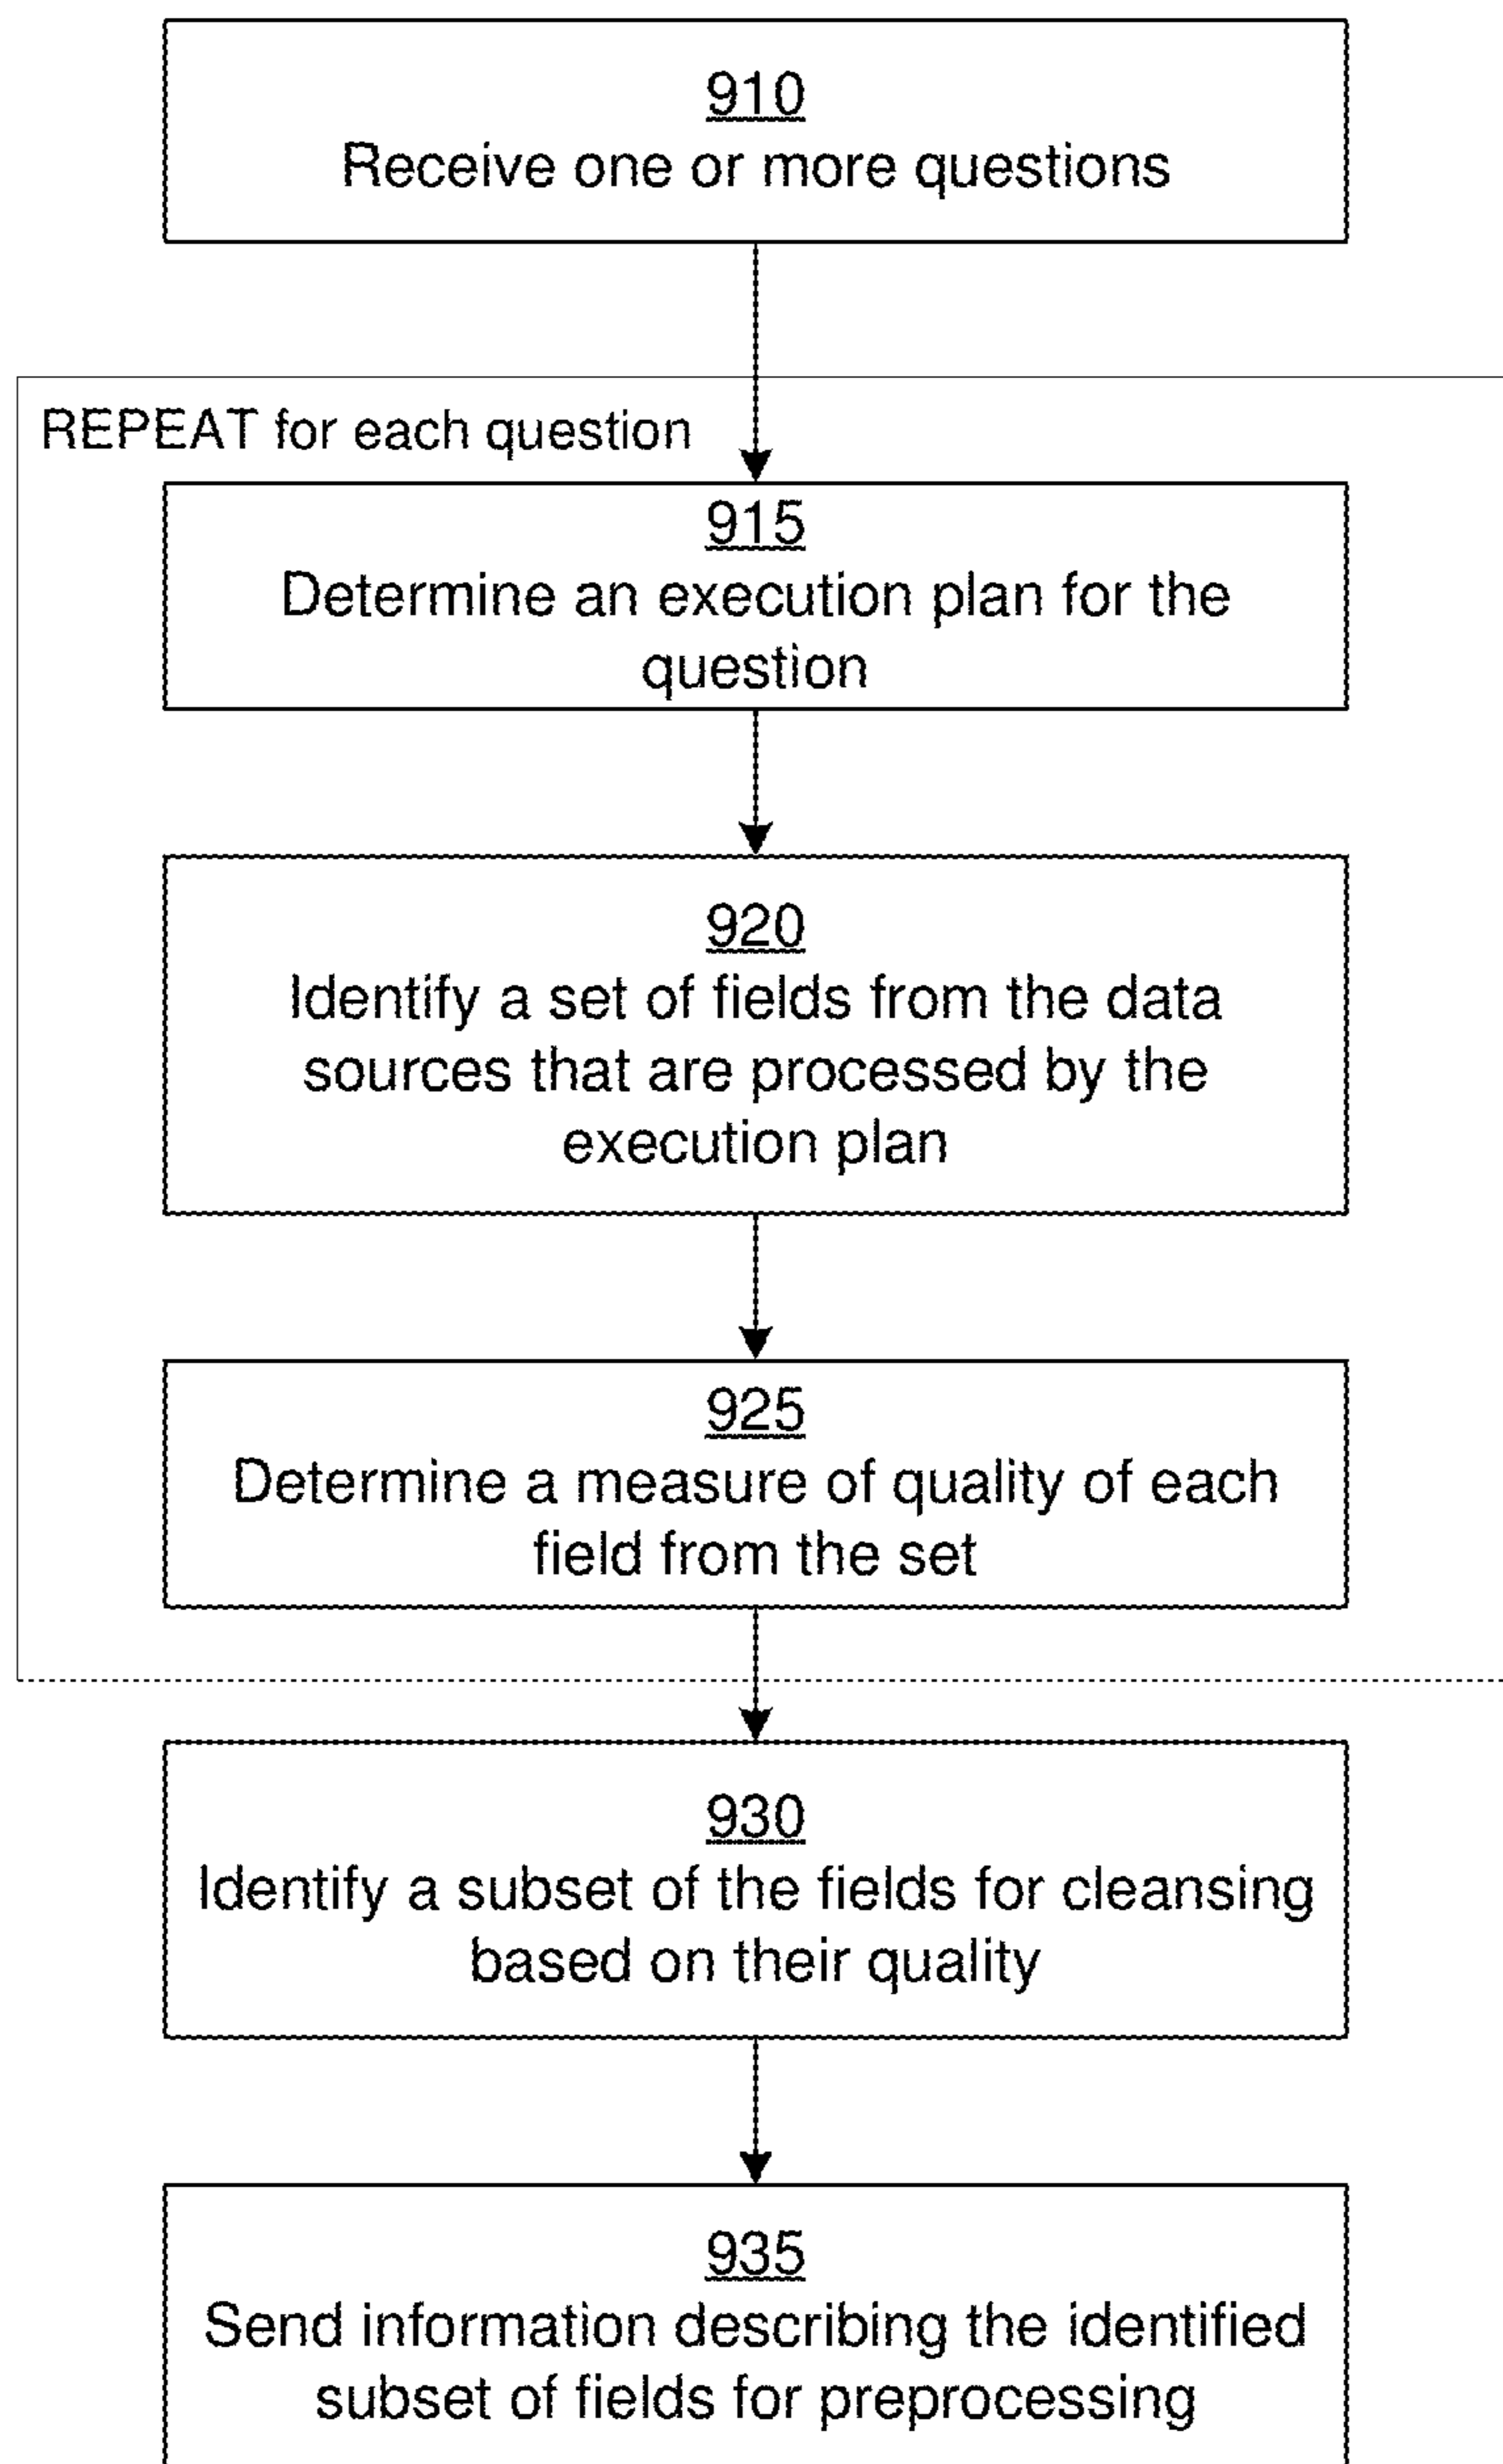 910
Receive one or more questions
REPEAT for each question
915
Determine an execution plan for the
question
920
Identify a set of fields from the data
sources that are processed by the
execution plan
925
Determine a measure of quality of each
field from the set
930
Identify a subset of the fields for cleansing
based on their quality
935
Send information describing the identified
subset of fields for preprocessing